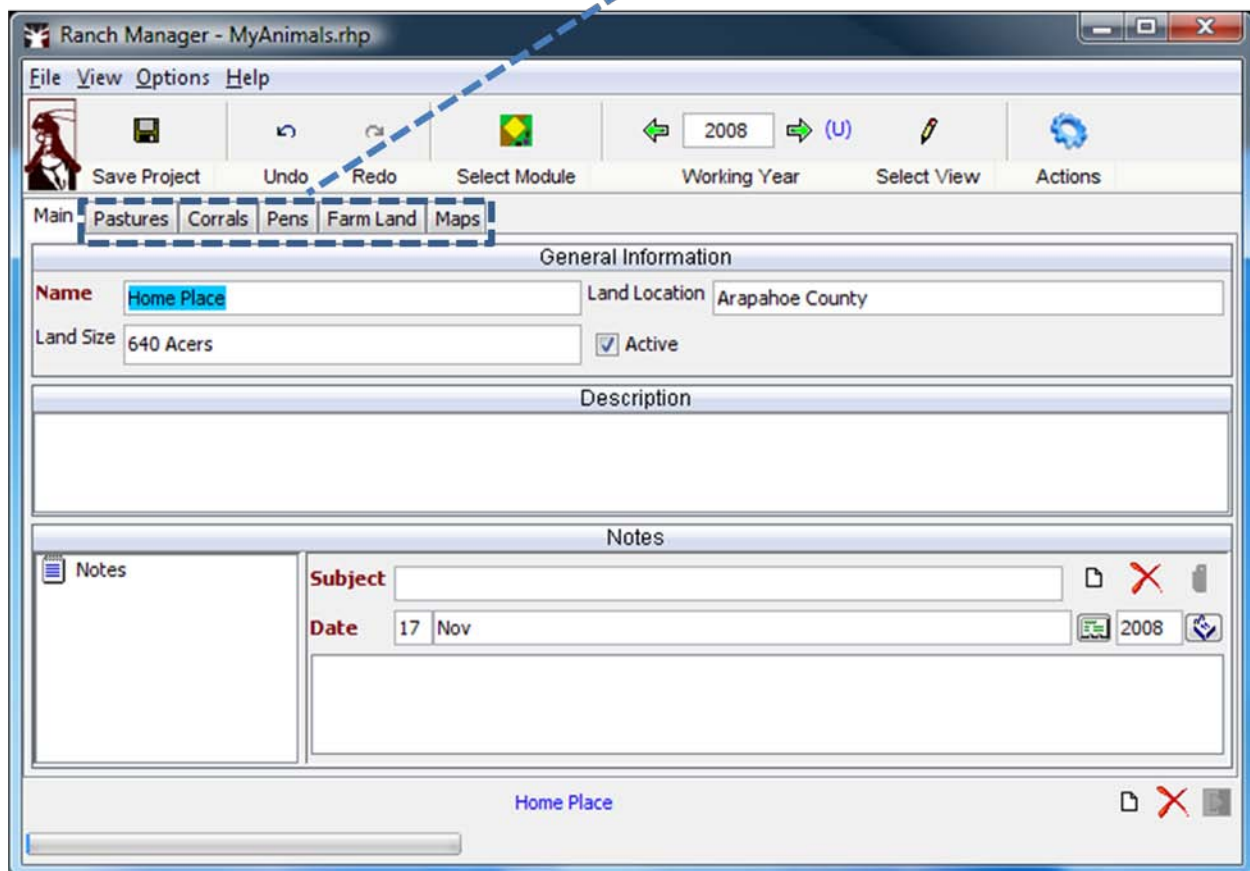 Ranch Manager - MyAnimals.rhp
File View Options Help
2008 (U)
Save Project Undo Redo Select Module Working Year Select View Actions
Main Pastures Corrals Pens Farm Land Maps
General Information
Name Home Place Land Location Arapahoe County
Land Size 640 Acers Active
Description
Notes
Notes Subject
Date 17 Nov 2008
Home Place